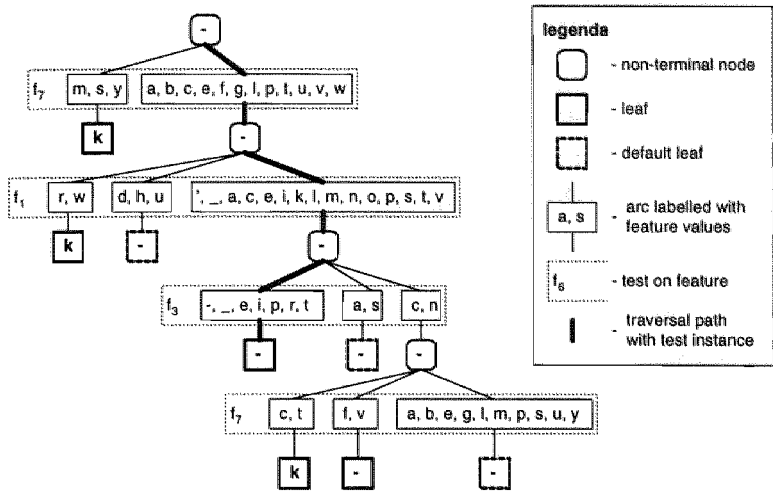 -
f7 m, s, y a, b, c, e, f, g, l, p, t, u, v, w
k -
f1 r, w d, h, u ', _, a, c, e, i, k, l, m, n, o, p, s, t, v
k - -
f3 -, _, e, i, p, r, t a, s c, n
- - -
f7 c, t f, v a, b, e, g, l, m, p, s, u, y
k - -
legenda
- non-terminal node
- leaf
- default leaf
a, s - arc labelled with
feature values
f6 - test on feature
- traversal path
with test instance